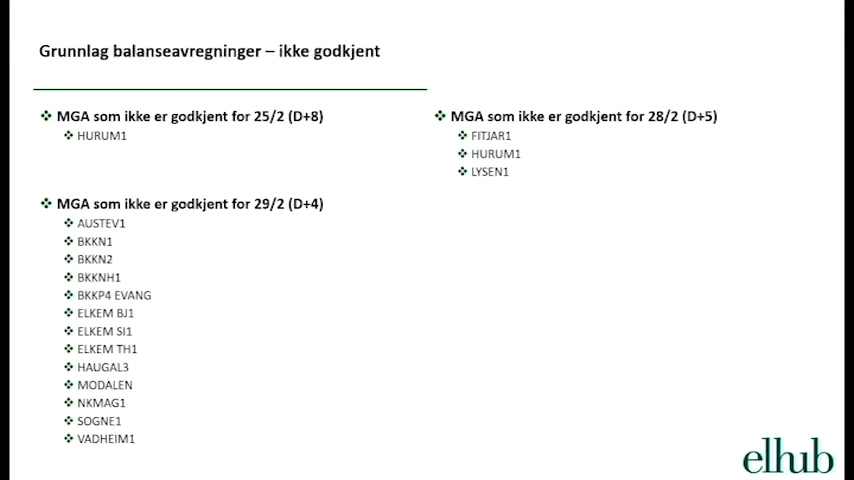 Grunnlag balanseavregninger – ikke godkjent
MGA som ikke er godkjent for 25/2 (D+8)
HURUM1
MGA som ikke er godkjent for 29/2 (D+4)
AUSTEV1
BKKN1
BKKN2
BKKNH1
BKKP4 EVANG
ELKEM BJ1
ELKEM SI1
ELKEM TH1
HAUGAL3
MODALEN
NKMAG1
SOGNE1
VADHEIM1
MGA som ikke er godkjent for 28/2 (D+5)
FITJAR1
HURUM1
LYSEN1
elhub